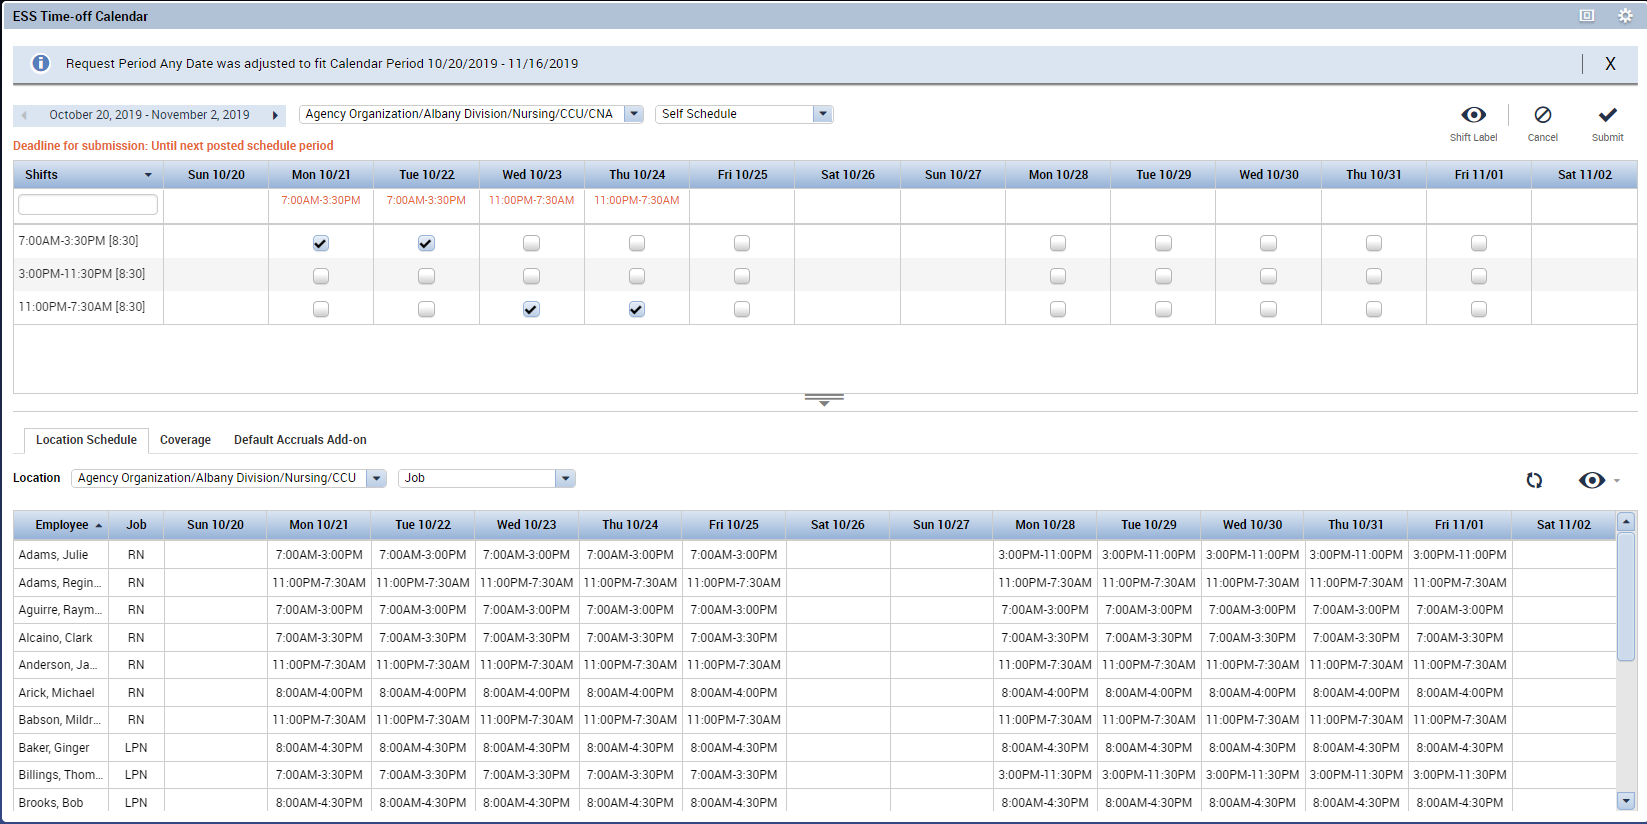 ESS Time-off Calendar
Request Period Any Date was adjusted to fit Calendar Period 10/20/2019 - 11/16/2019
X
October 20, 2019 - November 2, 2019 Agency Organization/Albany Division/Nursing/CCU/CNA Self Schedule
Shift Label Cancel Submit
Deadline for submission: Until next posted schedule period
Shifts Sun 10/20 Mon 10/21 Tue 10/22 Wed 10/23 Thu 10/24 Fri 10/25 Sat 10/26 Sun 10/27 Mon 10/28 Tue 10/29 Wed 10/30 Thu 10/31 Fri 11/01 Sat 11/02
7:00AM-3:30PM 7:00AM-3:30PM 11:00PM-7:30AM 11:00PM-7:30AM
7:00AM-3:30PM [8:30]
3:00PM-11:30PM [8:30]
11:00PM-7:30AM [8:30]
Location Schedule Coverage Default Accruals Add-on
Location Agency Organization/Albany Division/Nursing/CCU Job
Employee Job Sun 10/20 Mon 10/21 Tue 10/22 Wed 10/23 Thu 10/24 Fri 10/25 Sat 10/26 Sun 10/27 Mon 10/28 Tue 10/29 Wed 10/30 Thu 10/31 Fri 11/01 Sat 11/02
Adams, Julie RN 7:00AM-3:00PM 7:00AM-3:00PM 7:00AM-3:00PM 7:00AM-3:00PM 7:00AM-3:00PM 3:00PM-11:00PM 3:00PM-11:00PM 3:00PM-11:00PM 3:00PM-11:00PM 3:00PM-11:00PM
Adams, Regin... RN 11:00PM-7:30AM 11:00PM-7:30AM 11:00PM-7:30AM 11:00PM-7:30AM 11:00PM-7:30AM 11:00PM-7:30AM 11:00PM-7:30AM 11:00PM-7:30AM 11:00PM-7:30AM 11:00PM-7:30AM
Aguirre, Raym... RN 7:00AM-3:00PM 7:00AM-3:00PM 7:00AM-3:00PM 7:00AM-3:00PM 7:00AM-3:00PM 7:00AM-3:00PM 7:00AM-3:00PM 7:00AM-3:00PM 7:00AM-3:00PM 7:00AM-3:00PM
Alcaino, Clark RN 7:00AM-3:30PM 7:00AM-3:30PM 7:00AM-3:30PM 7:00AM-3:30PM 7:00AM-3:30PM 7:00AM-3:30PM 7:00AM-3:30PM 7:00AM-3:30PM 7:00AM-3:30PM 7:00AM-3:30PM
Anderson, Ja... RN 11:00PM-7:30AM 11:00PM-7:30AM 11:00PM-7:30AM 11:00PM-7:30AM 11:00PM-7:30AM 11:00PM-7:30AM 11:00PM-7:30AM 11:00PM-7:30AM 11:00PM-7:30AM 11:00PM-7:30AM
Arick, Michael RN 8:00AM-4:00PM 8:00AM-4:00PM 8:00AM-4:00PM 8:00AM-4:00PM 8:00AM-4:00PM 8:00AM-4:00PM 8:00AM-4:00PM 8:00AM-4:00PM 8:00AM-4:00PM 8:00AM-4:00PM
Babson, Mildr... RN 11:00PM-7:30AM 11:00PM-7:30AM 11:00PM-7:30AM 11:00PM-7:30AM 11:00PM-7:30AM 11:00PM-7:30AM 11:00PM-7:30AM 11:00PM-7:30AM 11:00PM-7:30AM 11:00PM-7:30AM
Baker, Ginger LPN 8:00AM-4:30PM 8:00AM-4:30PM 8:00AM-4:30PM 8:00AM-4:30PM 8:00AM-4:30PM 8:00AM-4:30PM 8:00AM-4:30PM 8:00AM-4:30PM 8:00AM-4:30PM 8:00AM-4:30PM
Billings, Thom... LPN 7:00AM-3:30PM 7:00AM-3:30PM 7:00AM-3:30PM 7:00AM-3:30PM 7:00AM-3:30PM 3:00PM-11:30PM 3:00PM-11:30PM 3:00PM-11:30PM 3:00PM-11:30PM 3:00PM-11:30PM
Brooks, Bob LPN 8:00AM-4:30PM 8:00AM-4:30PM 8:00AM-4:30PM 8:00AM-4:30PM 8:00AM-4:30PM 8:00AM-4:30PM 8:00AM-4:30PM 8:00AM-4:30PM 8:00AM-4:30PM 8:00AM-4:30PM